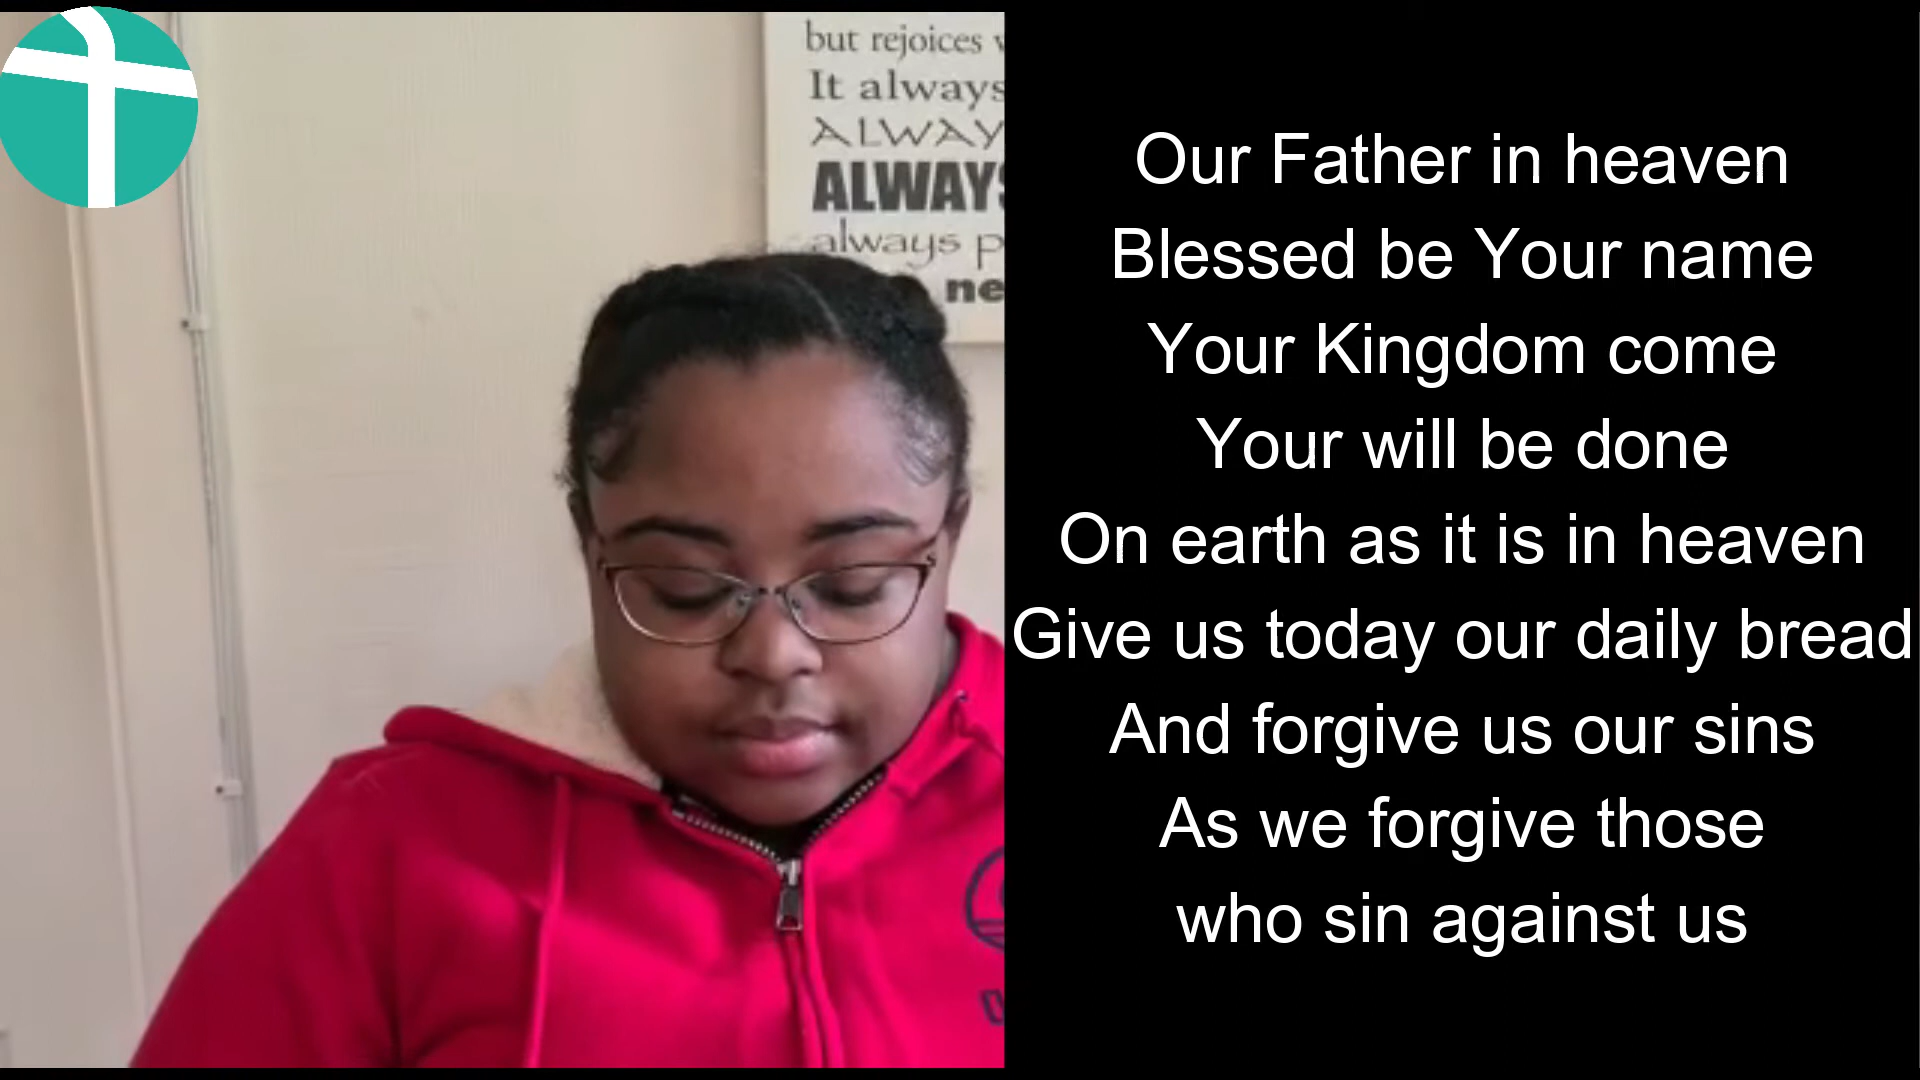 but rejoices
It always
ALWAY
ALWAYS
always p
ne
Our Father in heaven
Blessed be Your name
Your Kingdom come
Your will be done
On earth as it is in heaven
Give us today our daily bread
And forgive us our sins
As we forgive those
who sin against us